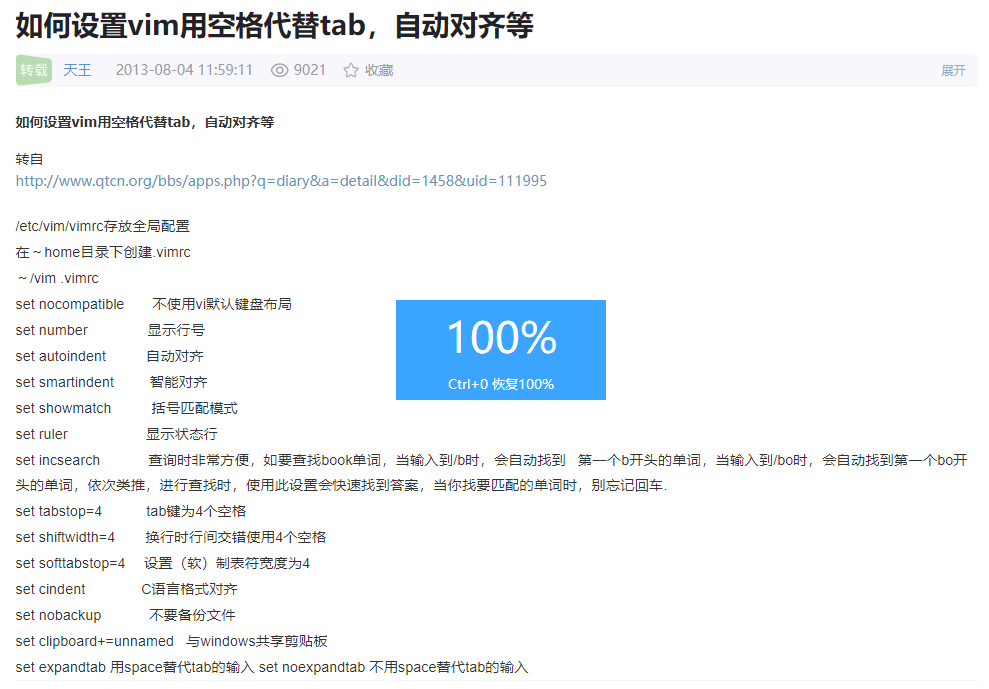 如何设置vim用空格代替tab，自动对齐等
转载 天王 2013-08-04 11:59:11 9021 收藏 展开
如何设置vim用空格代替tab，自动对齐等
转自
http://www.qtcn.org/bbs/apps.php?q=diary&a=detail&did=1458&uid=111995
/etc/vim/vimrc存放全局配置
在～home目录下创建.vimrc
～/vim .vimrc
set nocompatible 不使用vi默认键盘布局
set number 显示行号
set autoindent 自动对齐
set smartindent 智能对齐
set showmatch 括号匹配模式
set ruler 显示状态行
set incsearch 查询时非常方便，如要查找book单词，当输入到/b时，会自动找到 第一个b开头的单词，当输入到/bo时，会自动找到第一个bo开
头的单词，依次类推，进行查找时，使用此设置会快速找到答案，当你找要匹配的单词时，别忘记回车.
set tabstop=4 tab键为4个空格
set shiftwidth=4 换行时行间交错使用4个空格
set softtabstop=4 设置（软）制表符宽度为4
set cindent C语言格式对齐
set nobackup 不要备份文件
set clipboard+=unnamed 与windows共享剪贴板
set expandtab 用space替代tab的输入 set noexpandtab 不用space替代tab的输入
100%
Ctrl+0 恢复100%